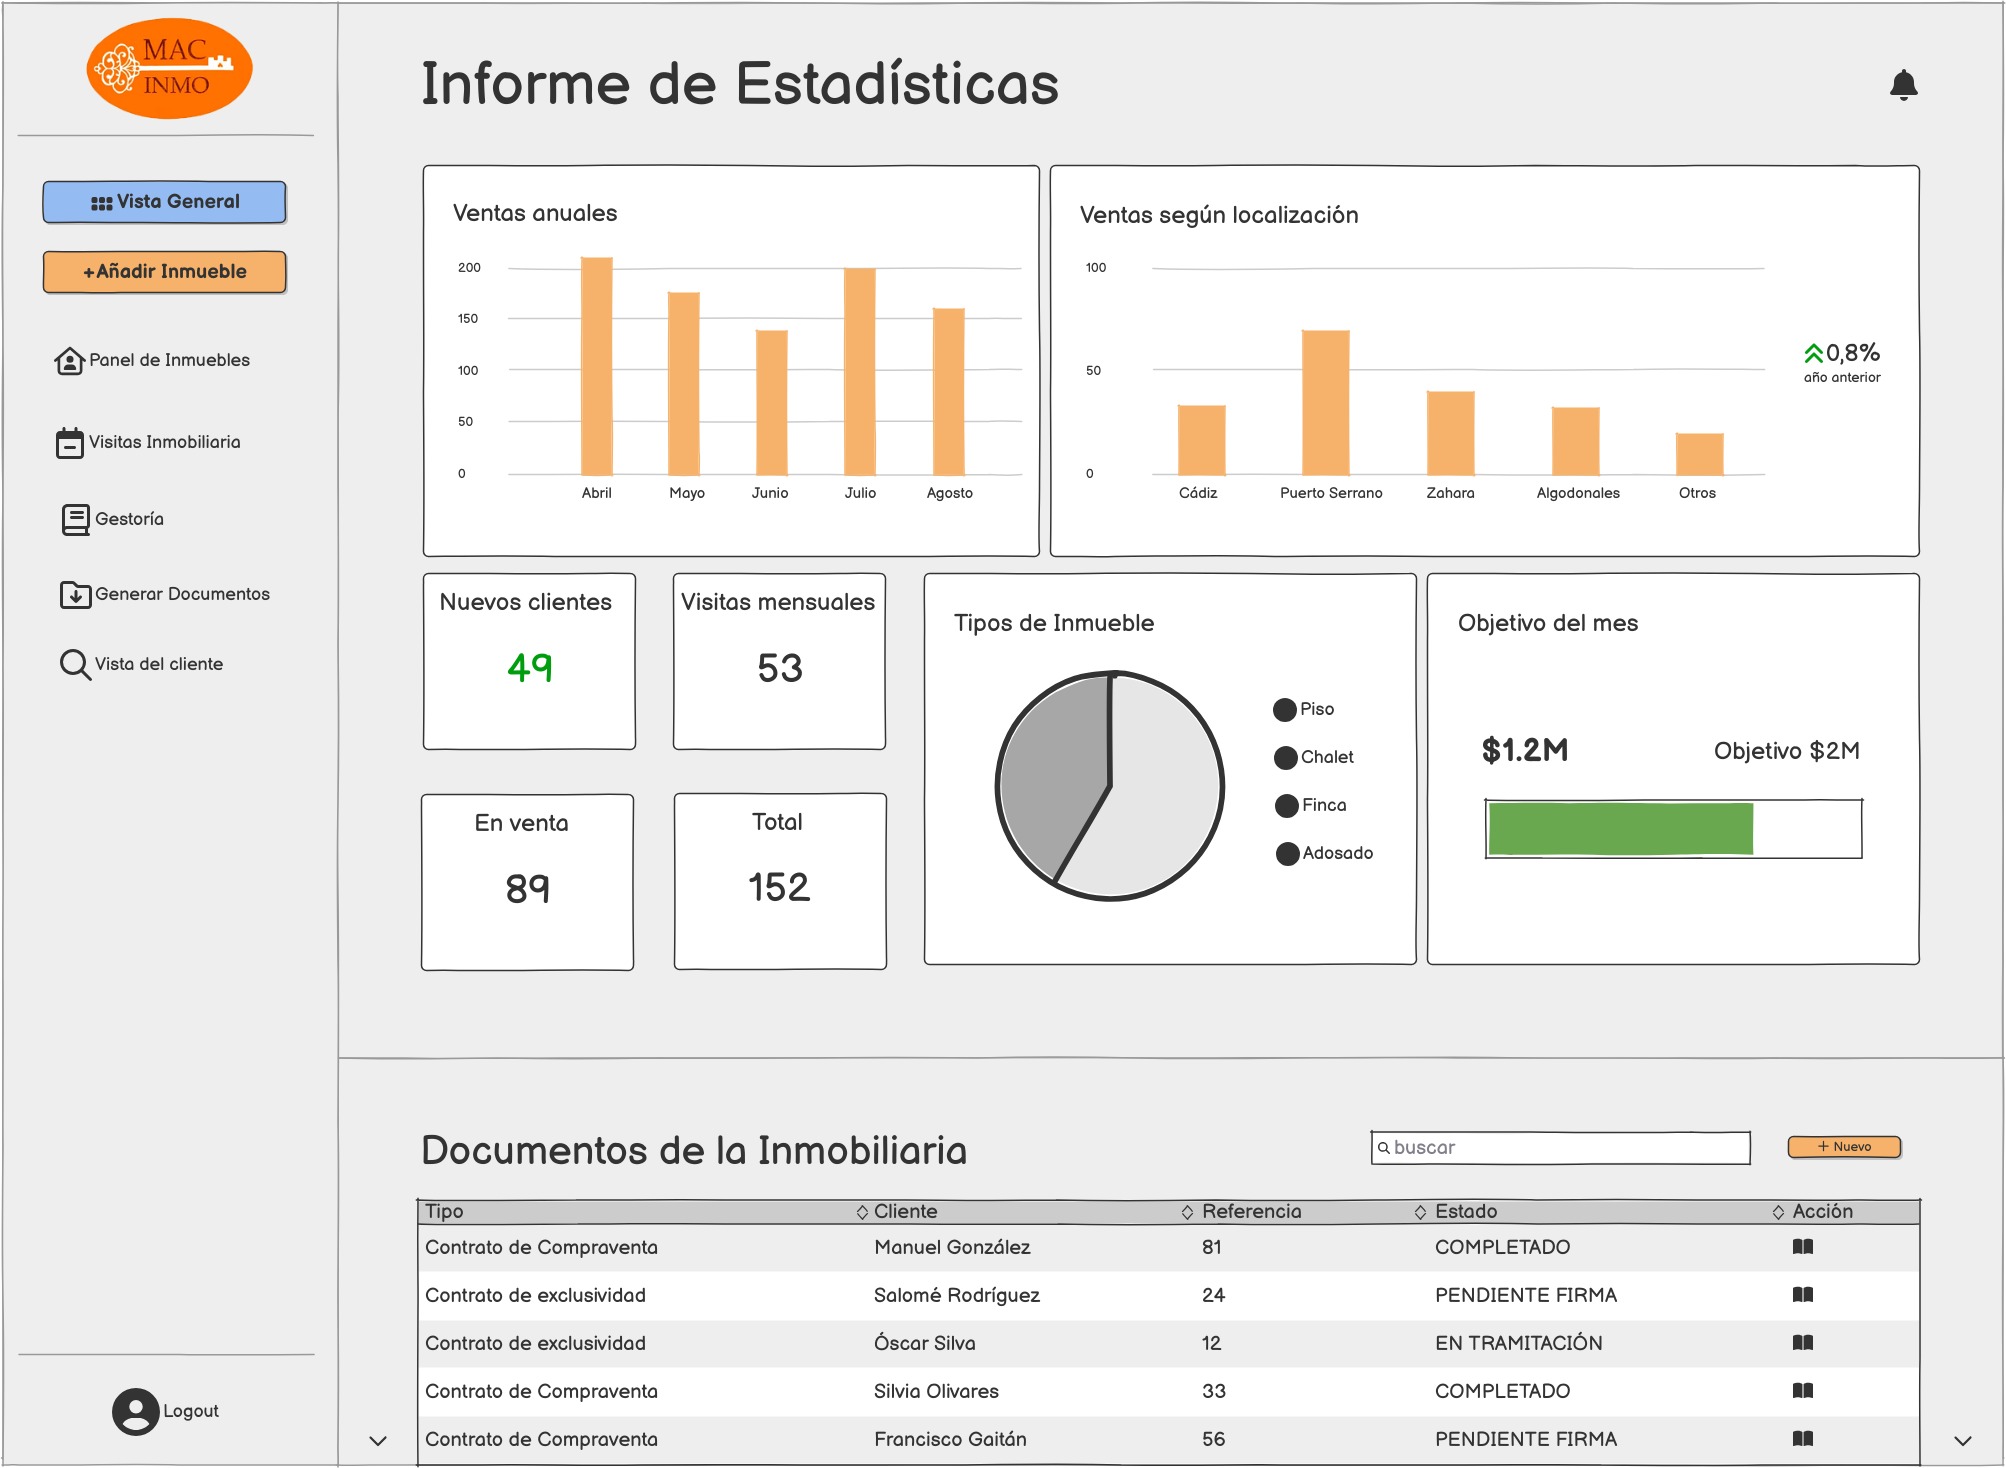 MAC
INMO
Vista General
+Añadir Inmueble
Panel de Inmuebles
Visitas Inmobiliaria
Gestoría
Generar Documentos
Vista del cliente
Logout
Informe de Estadísticas
Ventas anuales
200
150
100
50
0
Abril Mayo Junio Julio Agosto
Ventas según localización
100
50
0
Cádiz Puerto Serrano Zahara Algodonales Otros
0,8%
año anterior
Nuevos clientes
49
Visitas mensuales
53
En venta
89
Total
152
Tipos de Inmueble
Piso
Chalet
Finca
Adosado
Objetivo del mes
$1.2M Objetivo $2M
Documentos de la Inmobiliaria
buscar
+ Nuevo
Tipo Cliente Referencia Estado Acción
Contrato de Compraventa Manuel González 81 COMPLETADO
Contrato de exclusividad Salomé Rodríguez 24 PENDIENTE FIRMA
Contrato de exclusividad Óscar Silva 12 EN TRAMITACIÓN
Contrato de Compraventa Silvia Olivares 33 COMPLETADO
Contrato de Compraventa Francisco Gaitán 56 PENDIENTE FIRMA